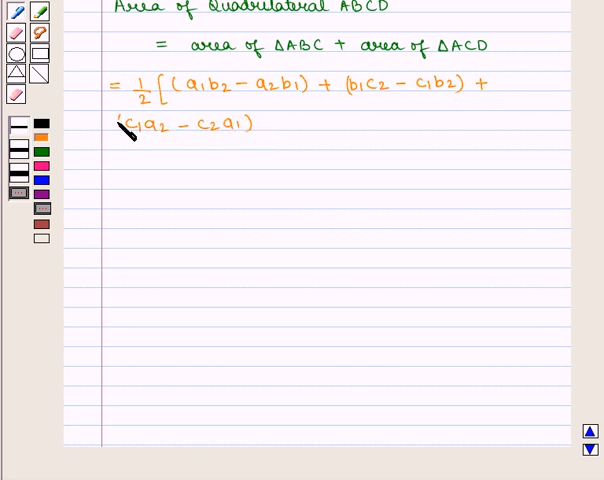 Area of Quadrilateral ABCD
= area of ΔABC + area of ΔACD
= 1/2 [ (a₁b₂ − a₂b₁) + (b₁c₂ − c₁b₂) +
(c₁a₂ − c₂a₁)